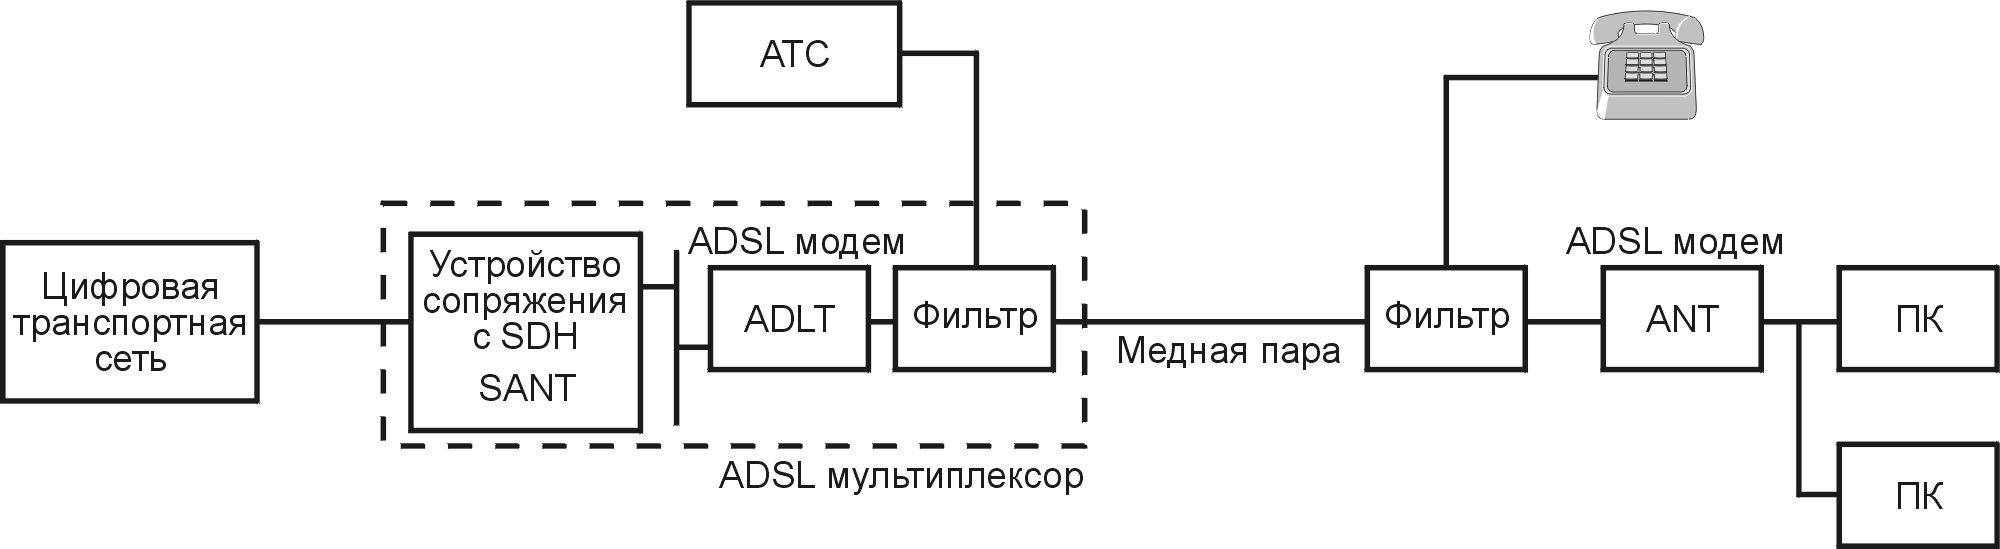 АТС
Цифровая
транспортная
сеть
Устройство
сопряжения
с SDH
SANT
ADSL модем
ADLT
Фильтр
ADSL мультиплексор
Медная пара
Фильтр
ADSL модем
ANT
ПК
ПК